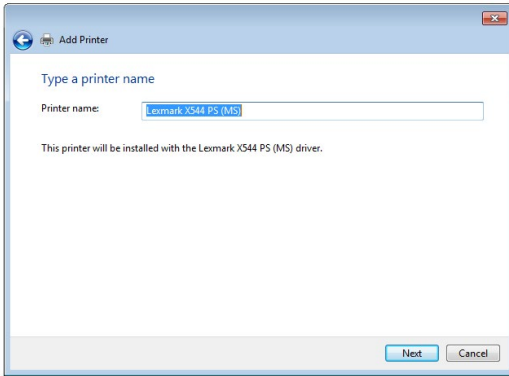 Add Printer
Type a printer name
Printer name: Lexmark X544 PS (MS)
This printer will be installed with the Lexmark X544 PS (MS) driver.
Next Cancel